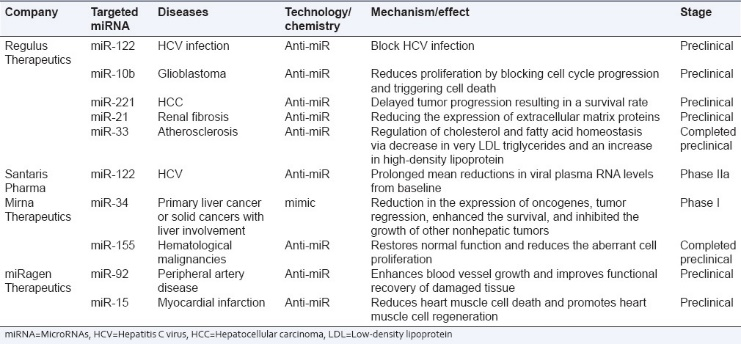 Company Targeted miRNA Diseases Technology/chemistry Mechanism/effect Stage
Regulus Therapeutics miR-122 HCV infection Anti-miR Block HCV infection Preclinical
miR-10b Glioblastoma Anti-miR Reduces proliferation by blocking cell cycle progression and triggering cell death Preclinical
miR-221 HCC Anti-miR Delayed tumor progression resulting in a survival rate Preclinical
miR-21 Renal fibrosis Anti-miR Reducing the expression of extracellular matrix proteins Preclinical
miR-33 Atherosclerosis Anti-miR Regulation of cholesterol and fatty acid homeostasis via decrease in very LDL triglycerides and an increase in high-density lipoprotein Completed preclinical
Santaris Pharma miR-122 HCV Anti-miR Prolonged mean reductions in viral plasma RNA levels from baseline Phase IIa
Mirna Therapeutics miR-34 Primary liver cancer or solid cancers with liver involvement mimic Reduction in the expression of oncogenes, tumor regression, enhanced the survival, and inhibited the growth of other nonhepatic tumors Phase I
miR-155 Hematological malignancies Anti-miR Restores normal function and reduces the aberrant cell proliferation Completed preclinical
miRagen Therapeutics miR-92 Peripheral artery disease Anti-miR Enhances blood vessel growth and improves functional recovery of damaged tissue Preclinical
miR-15 Myocardial infarction Anti-miR Reduces heart muscle cell death and promotes heart muscle cell regeneration Preclinical
miRNA=MicroRNAs, HCV=Hepatitis C virus, HCC=Hepatocellular carcinoma, LDL=Low-density lipoprotein